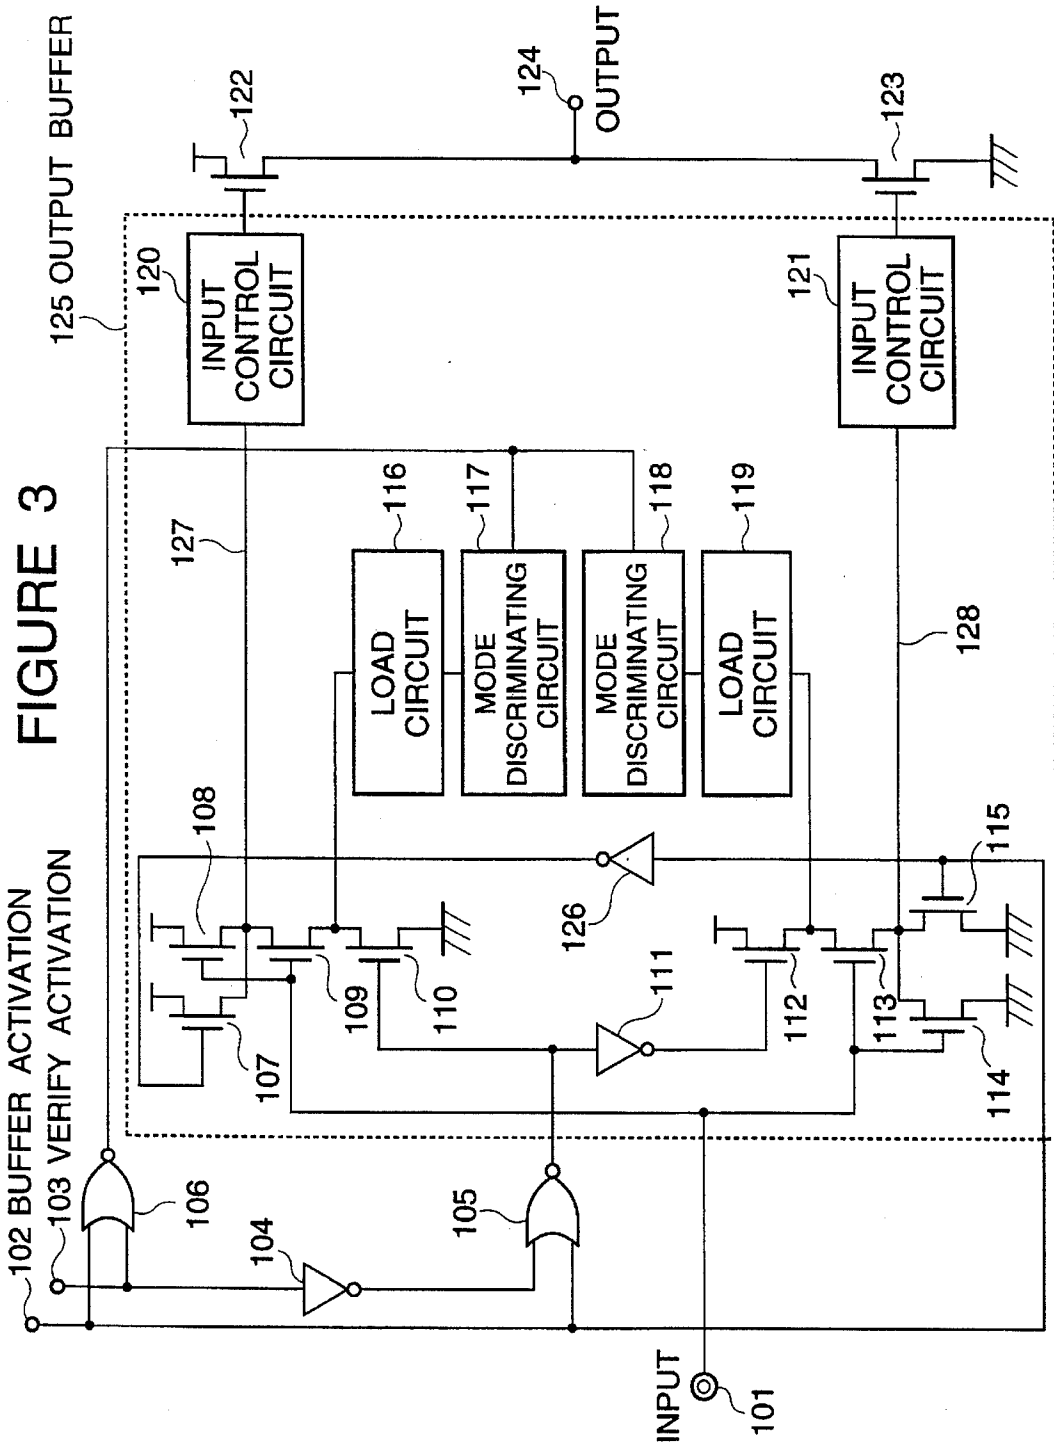 FIGURE 3
102 BUFFER ACTIVATION
103 VERIFY ACTIVATION
125 OUTPUT BUFFER
106
104
105
INPUT
101
107
108
109
110
111
112
113
114
115
126
127
128
LOAD
CIRCUIT
116
MODE
DISCRIMINATING
CIRCUIT
117
MODE
DISCRIMINATING
CIRCUIT
118
LOAD
CIRCUIT
119
INPUT
CONTROL
CIRCUIT
120
INPUT
CONTROL
CIRCUIT
121
122
123
124
OUTPUT